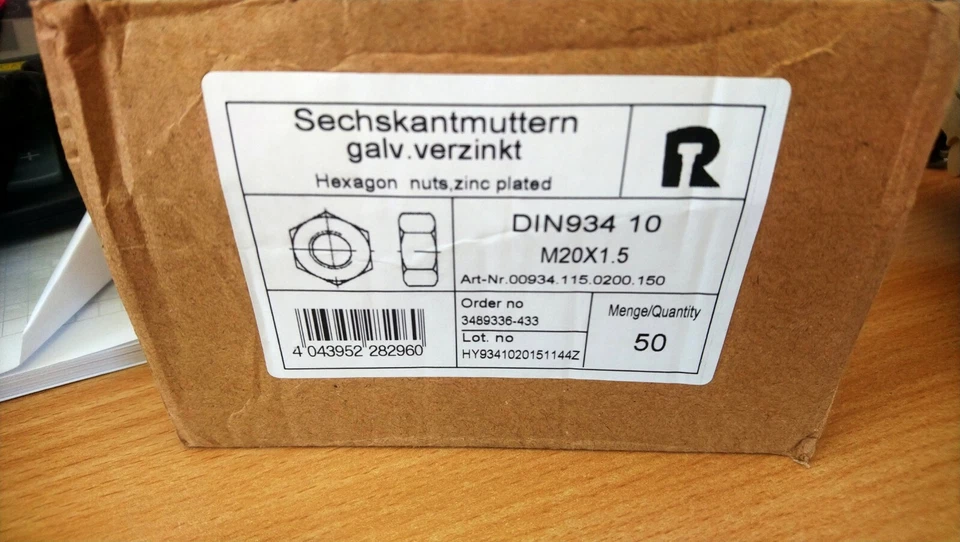 Sechskantmuttern
galv.verzinkt
Hexagon nuts,zinc plated
R
DIN934 10
M20X1.5
Art-Nr.00934.115.0200.150
Order no
3489336-433
Lot. no
HY9341020151144Z
Menge/Quantity
50
4 043952 282960